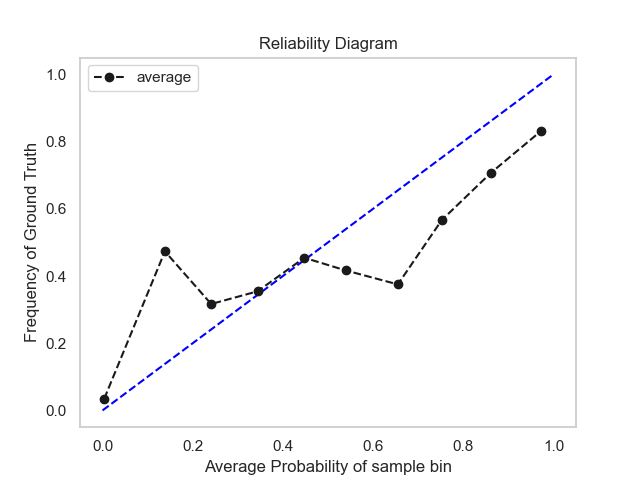 Reliability Diagram
average
Frequency of Ground Truth
1.0
0.8
0.6
0.4
0.2
0.0
0.0 0.2 0.4 0.6 0.8 1.0
Average Probability of sample bin